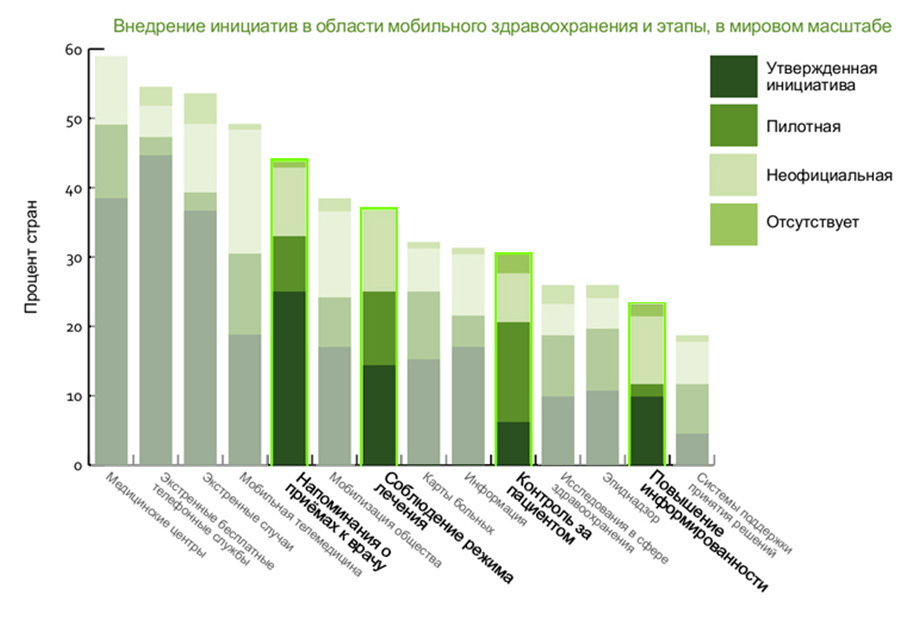 Внедрение инициатив в области мобильного здравоохранения и этапы, в мировом масштабе
Утвержденная
инициатива
Пилотная
Неофициальная
Отсутствует
Процент стран
60
50
40
30
20
10
0
Медицинские центры
Экстренные бесплатные
телефонные службы
Экстренные случаи
Мобильная телемедицина
Напоминания о
приёмах к врачу
Мобилизация общества
Соблюдение режима
лечения
Карты больных
Информация
Контроль за
пациентом
Исследования в сфере
здравоохранения
Эпиднадзор
Повышение
информированности
Системы поддержки
принятия решений